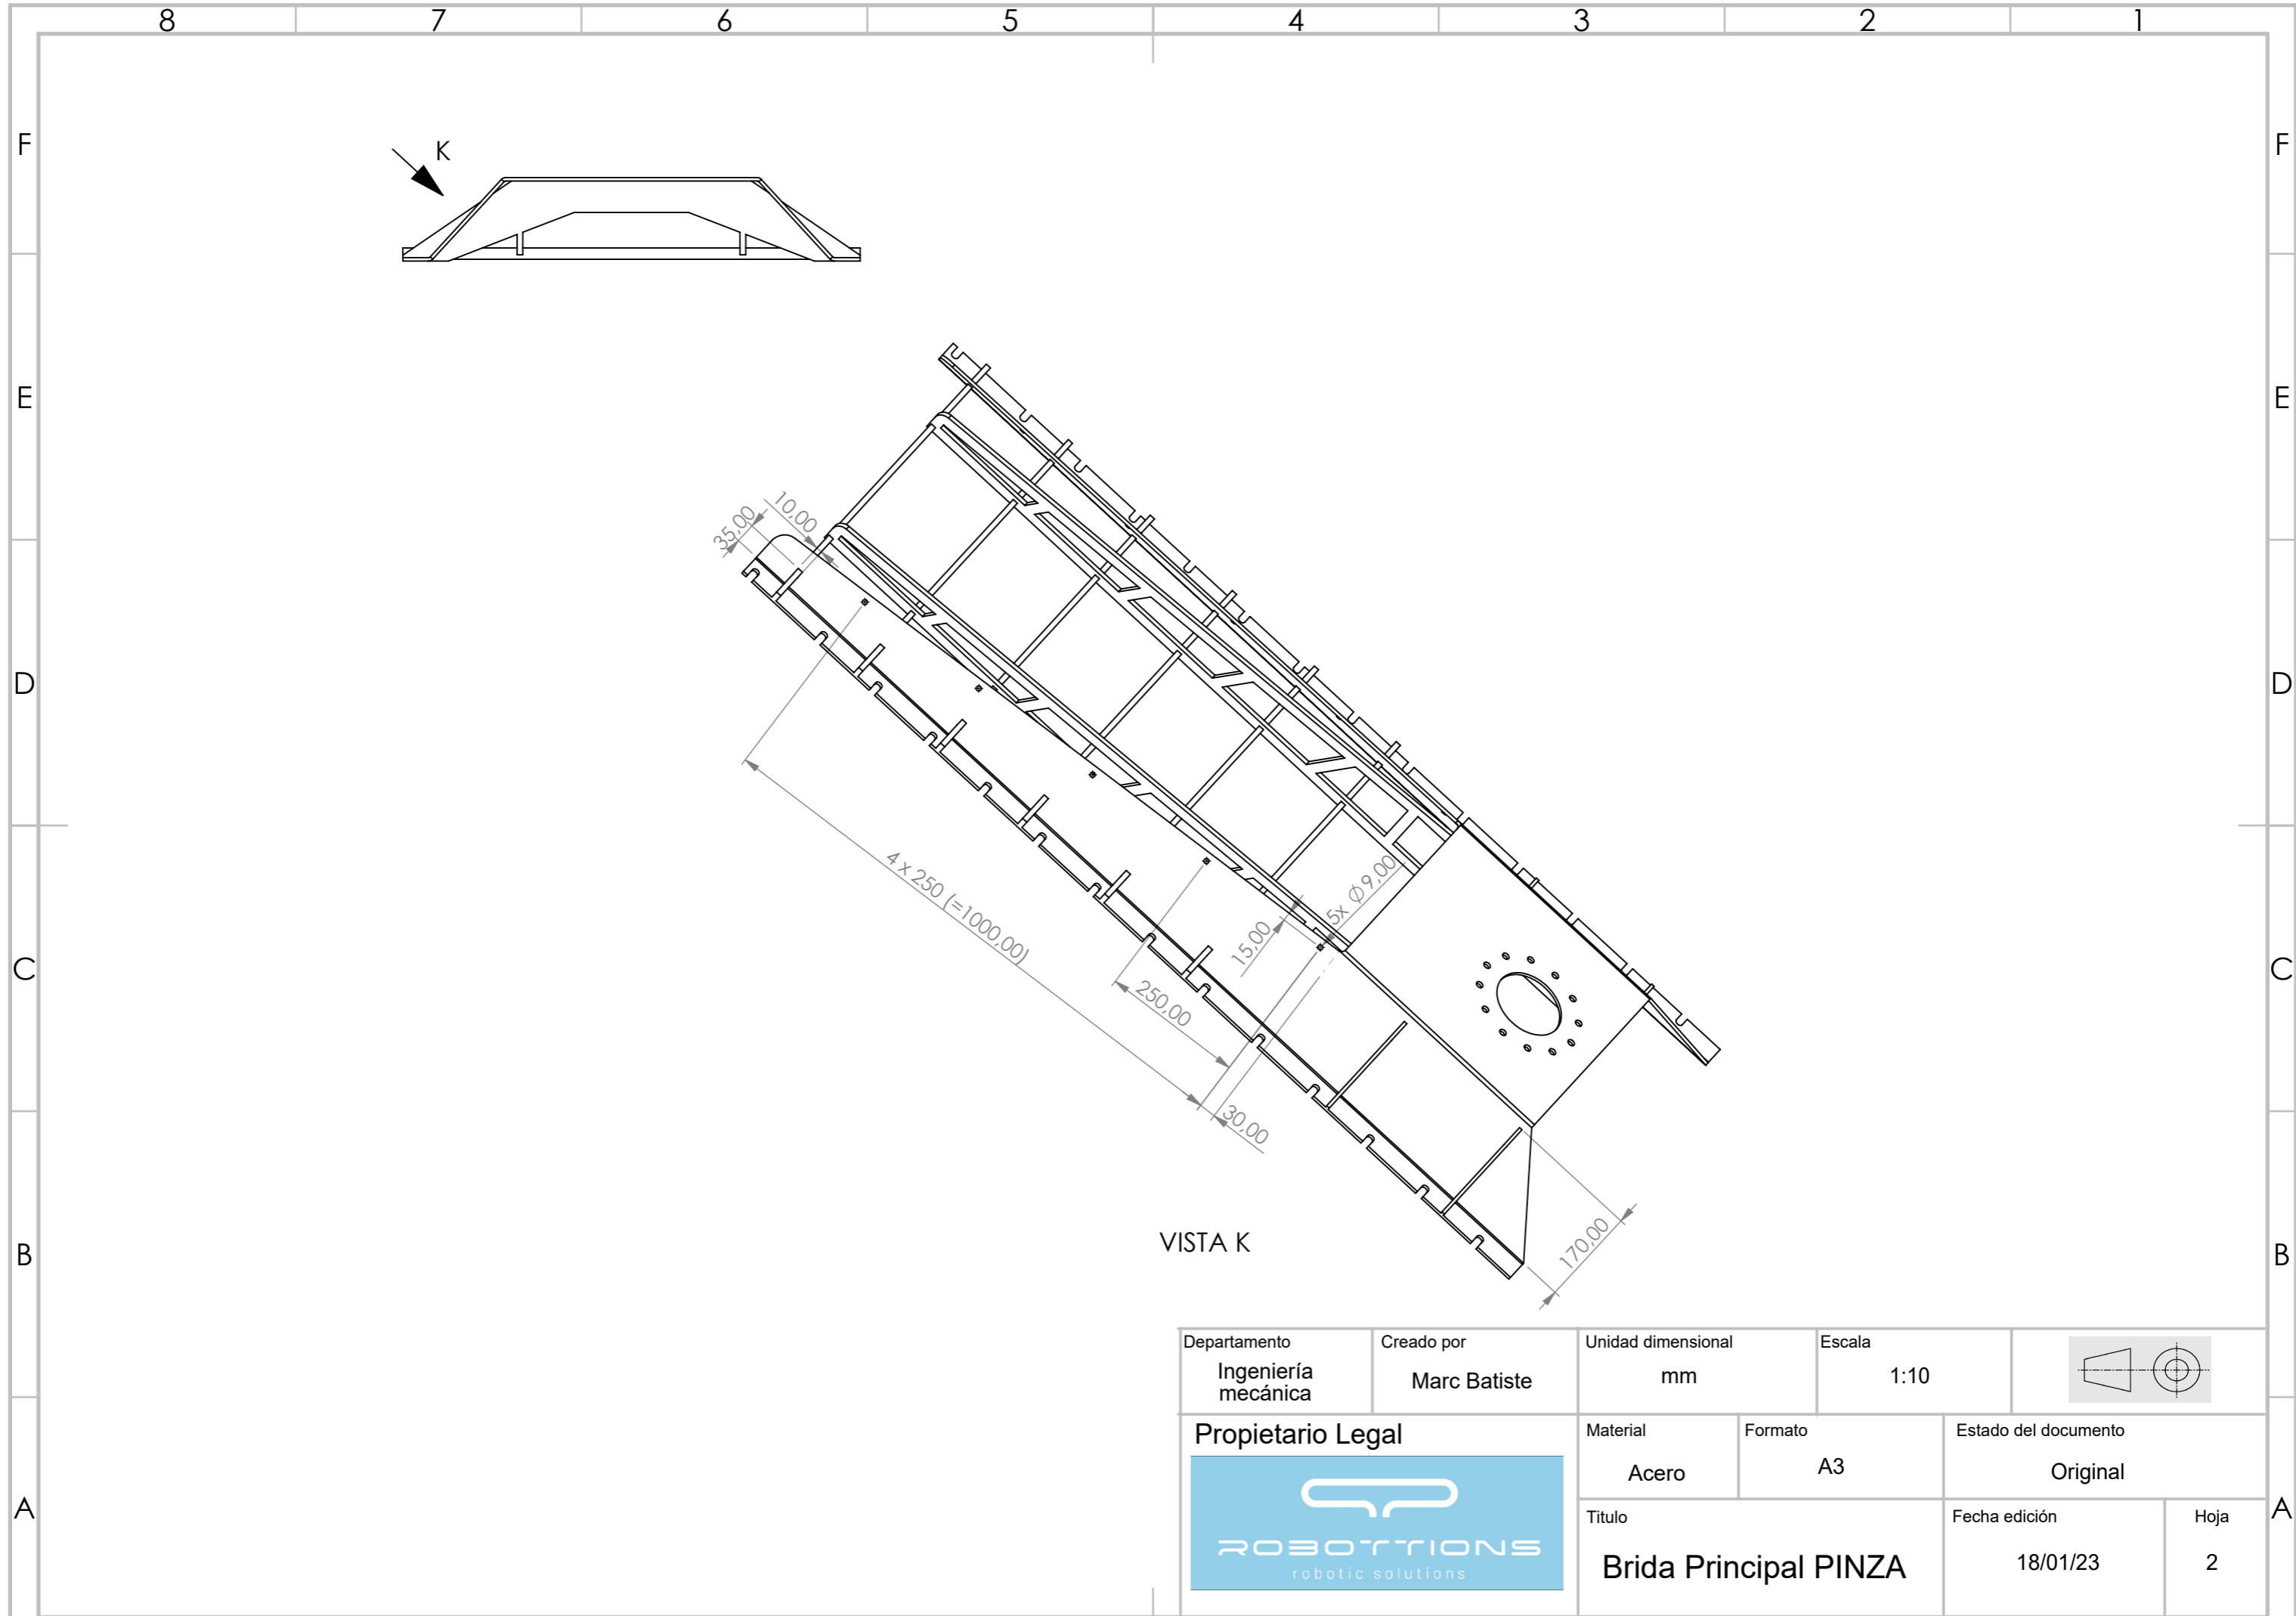 8 7 6 5 4 3 2 1
F
F
K
E
E
10,00
35,00
D
D
4 x 250 (=1000,00)
5x Ø 9,00
15,00
250,00
C
C
30,00
170,00
VISTA K
B
B
Departamento
Ingeniería
mecánica
Creado por
Marc Batiste
Unidad dimensional
mm
Escala
1:10
Propietario Legal
ROBOTTIONS
robotic solutions
Material
Acero
Formato
A3
Estado del documento
Original
A
A
Titulo
Brida Principal PINZA
Fecha edición
18/01/23
Hoja
2